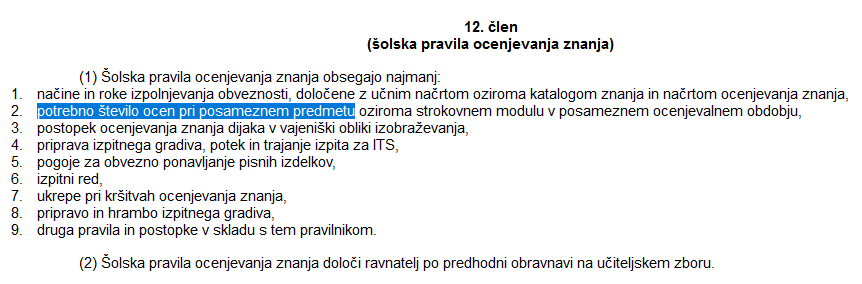 12. člen
(šolska pravila ocenjevanja znanja)
(1) Šolska pravila ocenjevanja znanja obsegajo najmanj:
1. načine in roke izpolnjevanja obveznosti, določene z učnim načrtom oziroma katalogom znanja in načrtom ocenjevanja znanja,
2. potrebno število ocen pri posameznem predmetu oziroma strokovnem modulu v posameznem ocenjevalnem obdobju,
3. postopek ocenjevanja znanja dijaka v vajeniški obliki izobraževanja,
4. priprava izpitnega gradiva, potek in trajanje izpita za ITS,
5. pogoje za obvezno ponavljanje pisnih izdelkov,
6. izpitni red,
7. ukrepe pri kršitvah ocenjevanja znanja,
8. pripravo in hrambo izpitnega gradiva,
9. druga pravila in postopke v skladu s tem pravilnikom.
(2) Šolska pravila ocenjevanja znanja določi ravnatelj po predhodni obravnavi na učiteljskem zboru.